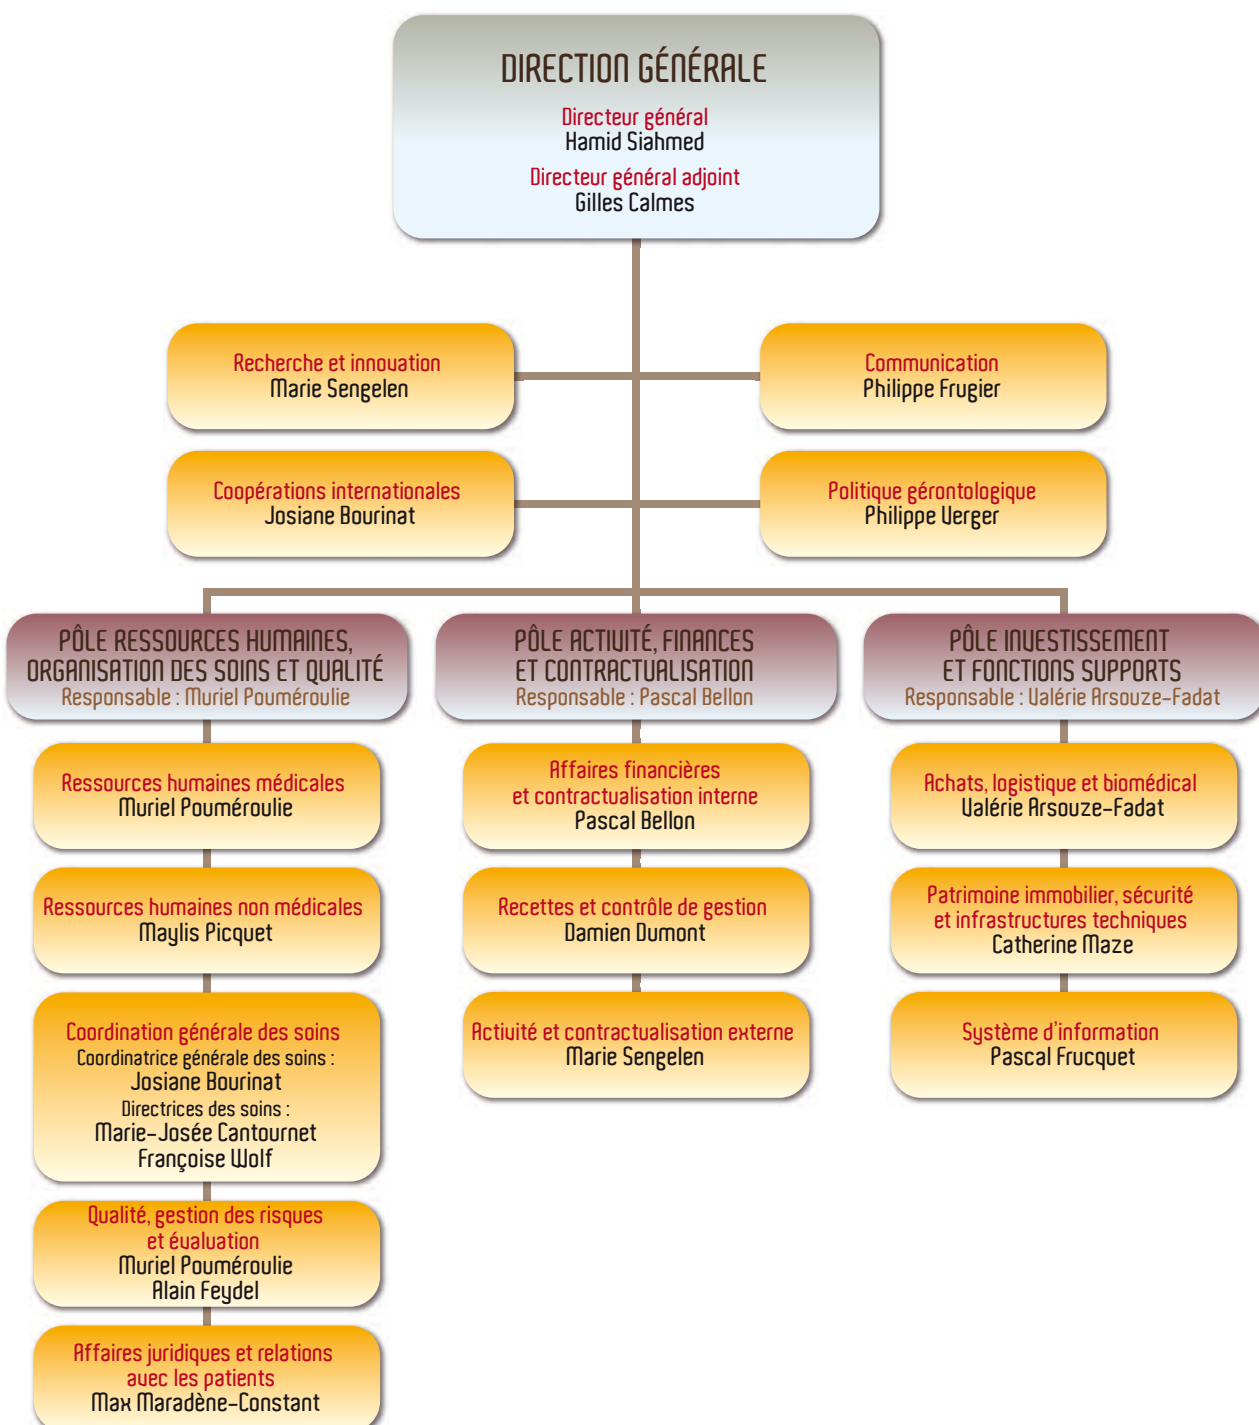 DIRECTION GÉNÉRALE
Directeur général
Hamid Siahmed
Directeur général adjoint
Gilles Calmes
Recherche et innovation
Marie Sengelen
Communication
Philippe Frugier
Coopérations internationales
Josiane Bourinat
Politique gérontologique
Philippe Verger
PÔLE RESSOURCES HUMAINES,
ORGANISATION DES SOINS ET QUALITÉ
Responsable : Muriel Pouméroulie
Ressources humaines médicales
Muriel Pouméroulie
Ressources humaines non médicales
Maylis Picquet
Coordination générale des soins
Coordinatrice générale des soins :
Josiane Bourinat
Directrices des soins :
Marie-Josée Cantournet
Françoise Wolf
Qualité, gestion des risques
et évaluation
Muriel Pouméroulie
Alain Feydel
Affaires juridiques et relations
avec les patients
Max Maradène-Constant
PÔLE ACTIVITÉ, FINANCES
ET CONTRACTUALISATION
Responsable : Pascal Bellon
Affaires financières
et contractualisation interne
Pascal Bellon
Recettes et contrôle de gestion
Damien Dumont
Activité et contractualisation externe
Marie Sengelen
PÔLE INVESTISSEMENT
ET FONCTIONS SUPPORTS
Responsable : Valérie Arsouze-Fadat
Achats, logistique et biomédical
Valérie Arsouze-Fadat
Patrimoine immobilier, sécurité
et infrastructures techniques
Catherine Maze
Système d'information
Pascal Frucquet